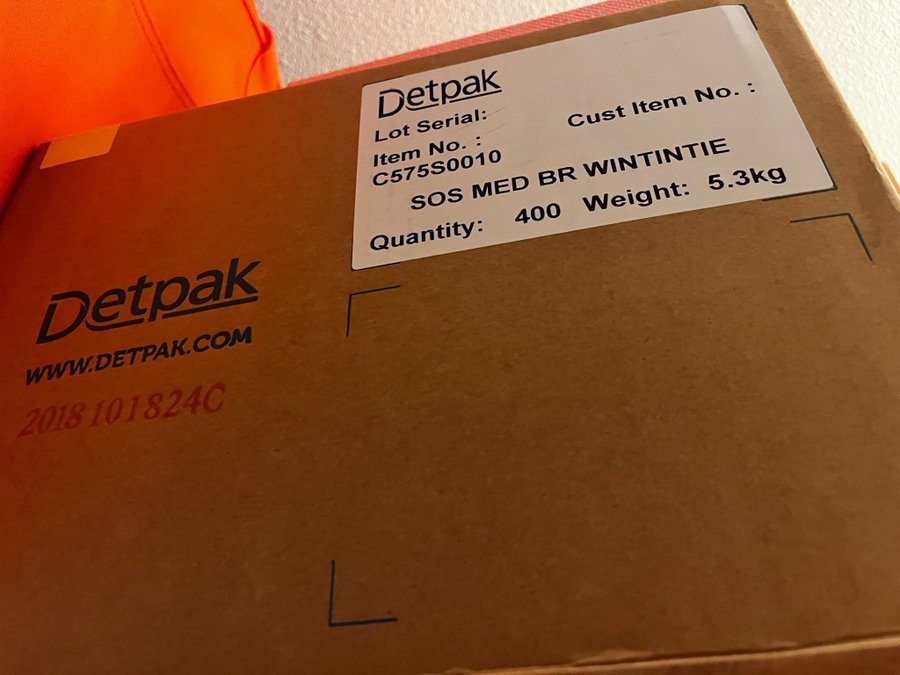 Detpak
Lot Serial:
Cust Item No. :
Item No. :
C575S0010
SOS MED BR WINTINTIE
Quantity: 400 Weight: 5.3kg
Detpak
WWW.DETPAK.COM
2018101824C